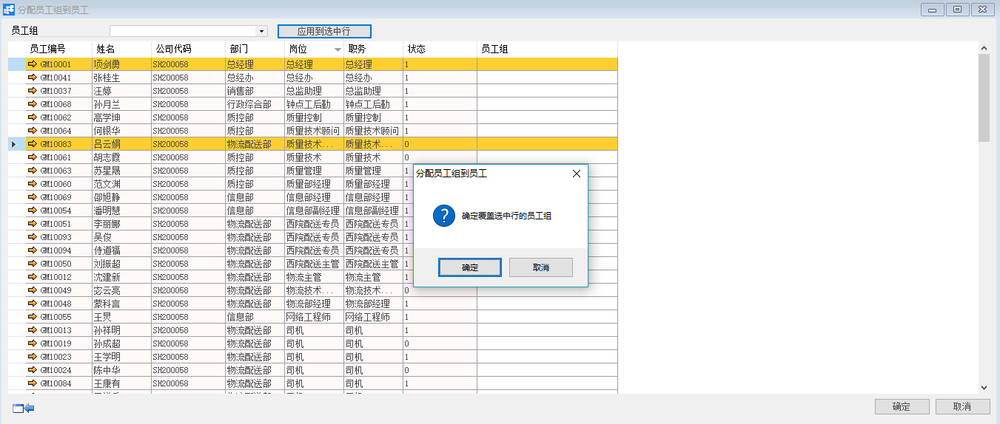 分配员工组到员工
员工组 应用到选中行
员工编号 姓名 公司代码 部门 岗位 职务 状态 员工组
GM10001 项剑勇 SH200058 总经理 总经理 总经理 1
GM10041 张桂生 SH200058 总经办 总经办 总经办 1
GM10037 汪婷 SH200058 销售部 总监助理 总监助理 1
GM10068 孙月兰 SH200058 行政综合部 钟点工后勤 钟点工后勤 1
GM10062 高学坤 SH200058 质控部 质量控制 质量控制 1
GM10064 何银华 SH200058 质控部 质量技术顾问 质量技术顾问 1
GM10083 吕云娟 SH200058 物流配送部 质量技术... 质量技术... 0
GM10061 胡志霞 SH200058 质控部 质量技术 质量技术 0
GM10063 苏星晟 SH200058 质控部 质量管理 质量管理 1
GM10060 范文渊 SH200058 质控部 质量部经理 质量部经理 1
GM10069 邵旭静 SH200058 信息部 信息部经理 信息部经理 1
GM10054 潘明慧 SH200058 信息部 信息部副经理 信息部副经理 1
GM10051 李丽娜 SH200058 物流配送部 西院配送专员 西院配送专员 1
GM10093 吴俊 SH200058 物流配送部 西院配送专员 西院配送专员 1
GM10094 侍道福 SH200058 物流配送部 西院配送专员 西院配送专员 1
GM10050 刘振超 SH200058 物流配送部 西院配送主管 西院配送主管 1
GM10012 沈建新 SH200058 物流配送部 物流主管 物流主管 1
GM10049 宓云亮 SH200058 物流配送部 物流技术... 物流技术... 0
GM10048 蒙科言 SH200058 物流配送部 物流部经理 物流部经理 1
GM10055 王炅 SH200058 信息部 网络工程师 网络工程师 1
GM10013 孙祥明 SH200058 物流配送部 司机 司机 1
GM10019 孙成超 SH200058 物流配送部 司机 司机 0
GM10023 王学明 SH200058 物流配送部 司机 司机 1
GM10024 陈中华 SH200058 物流配送部 司机 司机 0
GM10084 王康有 SH200058 物流配送部 司机 司机 1
分配员工组到员工
确定覆盖选中行的员工组
确定 取消
确定 取消